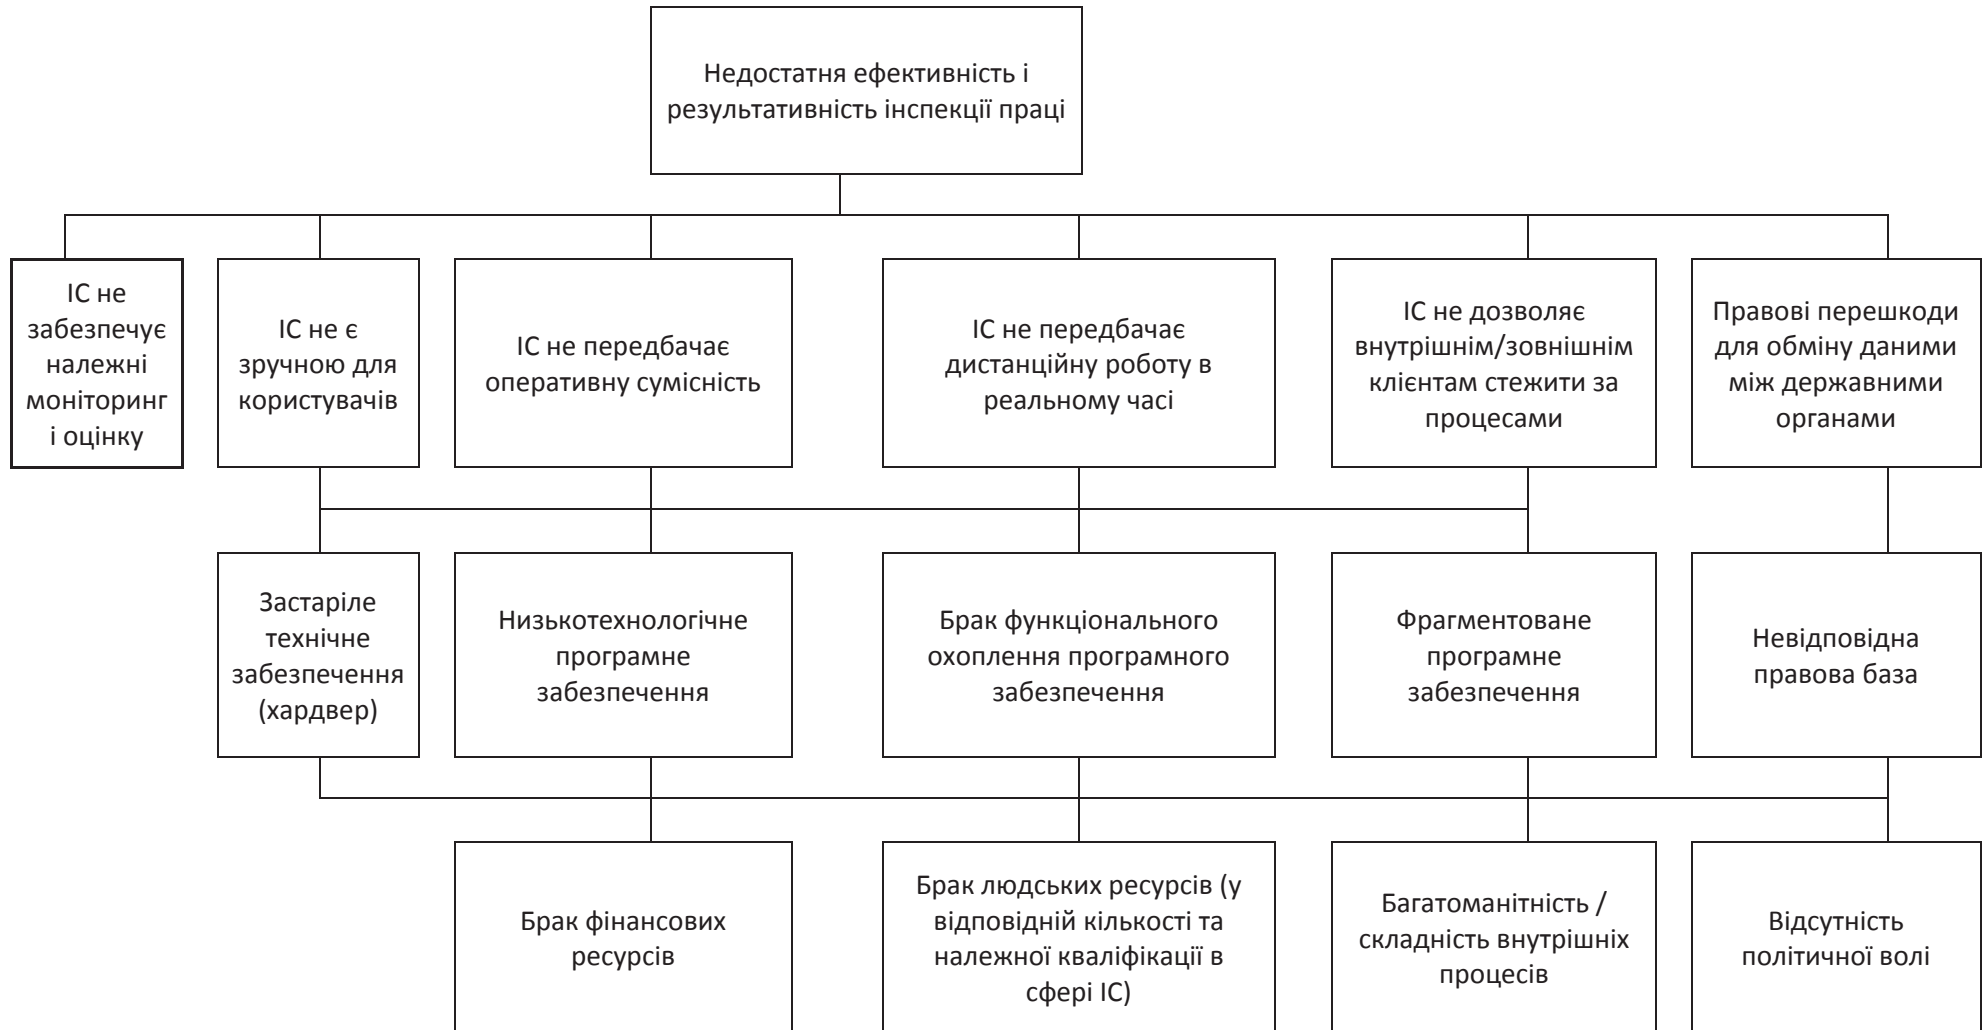 Недостатня ефективність і
результативність інспекції праці
ІС не
забезпечує
належні
моніторинг
і оцінку
ІС не є
зручною для
користувачів
ІС не передбачає
оперативну сумісність
ІС не передбачає
дистанційну роботу в
реальному часі
ІС не дозволяє
внутрішнім/зовнішнім
клієнтам стежити за
процесами
Правові перешкоди
для обміну даними
між державними
органами
Застаріле
технічне
забезпечення
(хардвер)
Низькотехнологічне
програмне
забезпечення
Брак функціонального
охоплення програмного
забезпечення
Фрагментоване
програмне
забезпечення
Невідповідна
правова база
Брак фінансових
ресурсів
Брак людських ресурсів (у
відповідній кількості та
належної кваліфікації в
сфері ІС)
Багатоманітність /
складність внутрішніх
процесів
Відсутність
політичної волі